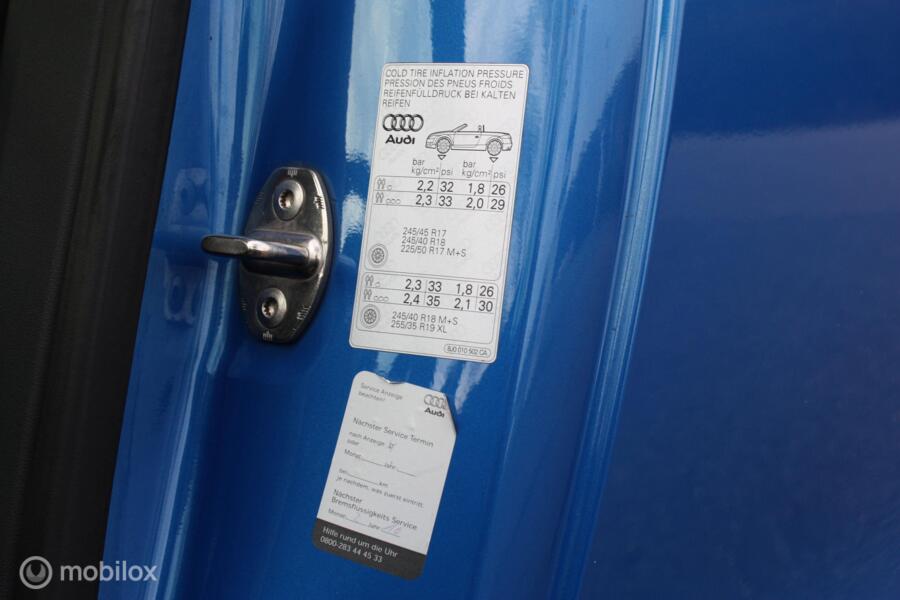 COLD TIRE INFLATION PRESSURE
PRESSION DES PNEUS FROIDS
REIFENFÜLLDRUCK BEI KALTEN
REIFEN
Audi
bar kg/cm² psi bar kg/cm² psi
2,2 32 1,8 26
2,3 33 2,0 29
245/45 R17
245/40 R18
225/50 R17 M+S
2,3 33 1,8 26
2,4 35 2,1 30
245/40 R18 M+S
255/35 R19 XL
8J0 010 502 CA
Service Anzeige
beachten!
Audi
Nächster Service Termin
nach Anzeige
oder
Monat Jahr
bei km
je nachdem, was zuerst eintritt.
Nächster
Bremsflüssigkeits Service
Monat Jahr
Hilfe rund um die Uhr
0800-283 44 45 33
mobilox